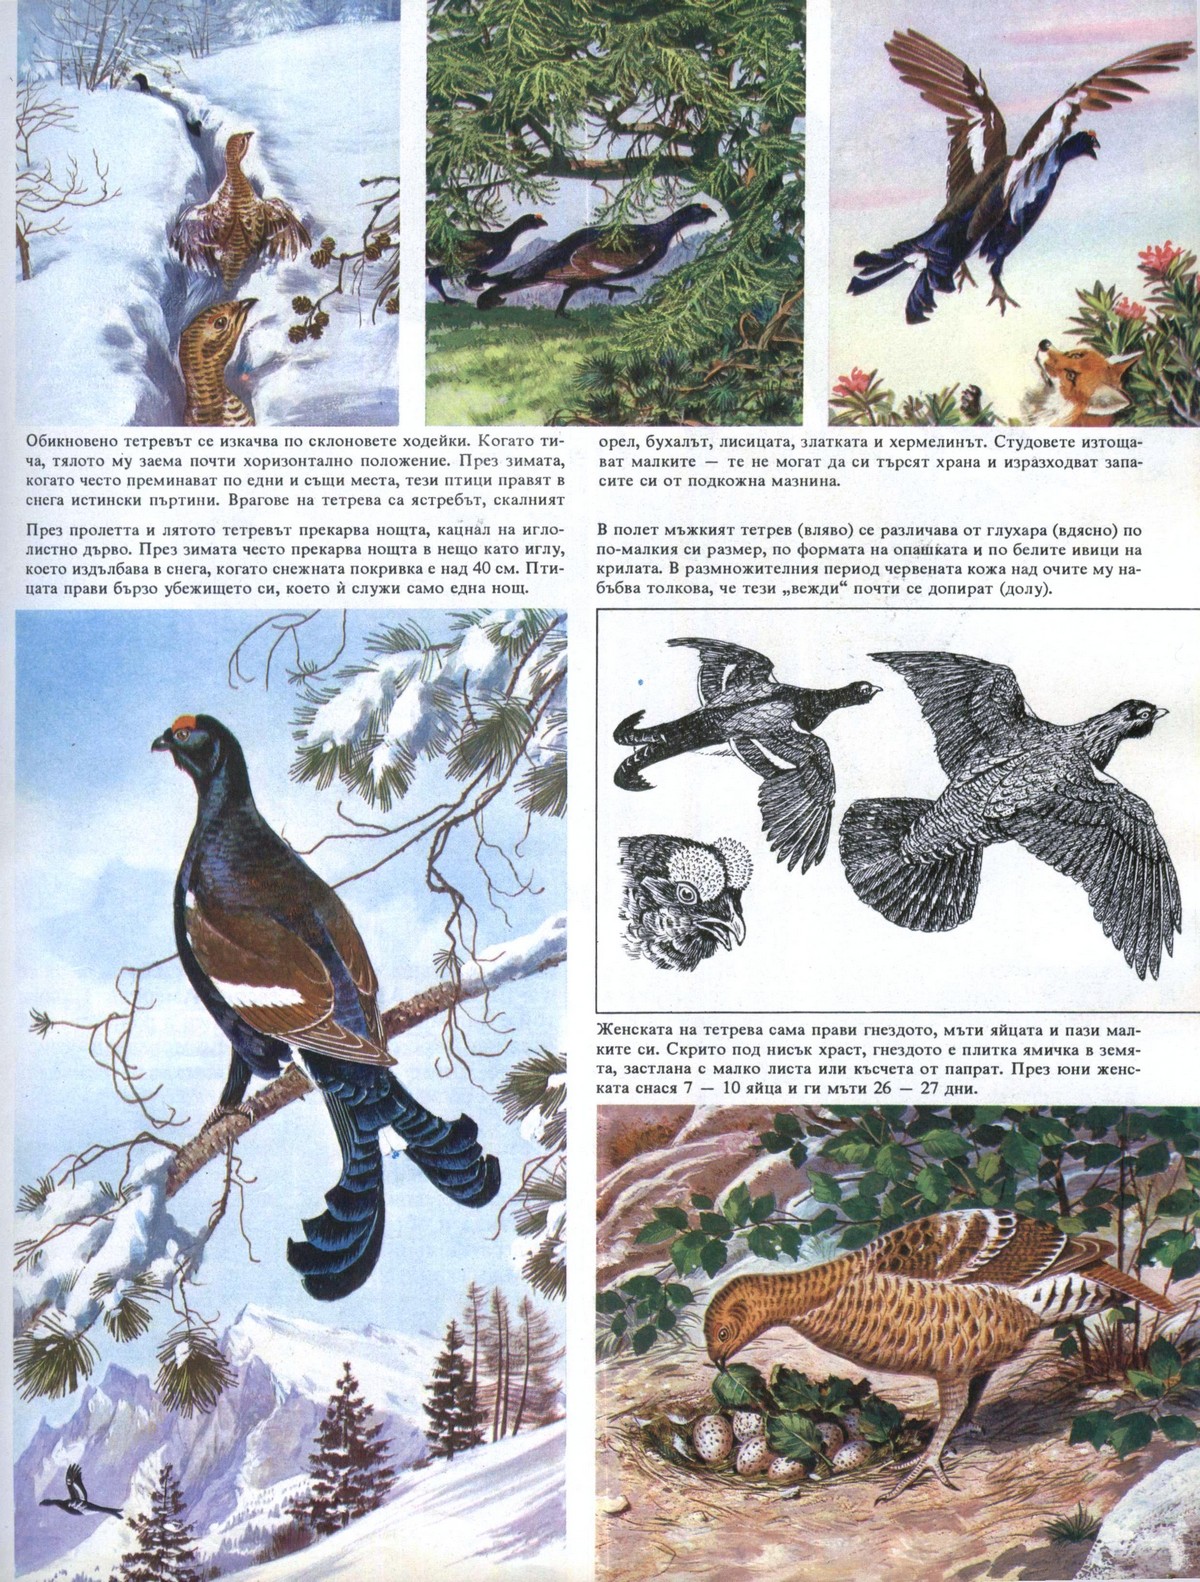 Обикновено тетревът се изкачва по склоновете ходейки. Когато ти-
ча, тялото му заема почти хоризонтално положение. През зимата,
когато често преминават по едни и същи места, тези птици правят в
снега истински пъртини. Врагове на тетрева са ястребът, скалният
орел, бухалът, лисицата, златката и хермелинът. Студовете изтоща-
ват малките — те не могат да си търсят храна и изразходват запа-
сите си от подкожна мазнина.
През пролетта и лятото тетревът прекарва нощта, кацнал на игло-
листно дърво. През зимата често прекарва нощта в нещо като иглу,
което издълбава в снега, когато снежната покривка е над 40 см. Пти-
цата прави бързо убежището си, което ѝ служи само една нощ.
В полет мъжкият тетрев (вляво) се различава от глухара (вдясно) по
по-малкия си размер, по формата на опашката и по белите ивици на
крилата. В размножителния период червената кожа над очите му на-
бъбва толкова, че тези „вежди“ почти се допират (долу).
Женската на тетрева сама прави гнездото, мъти яйцата и пази мал-
ките си. Скрито под нисък храст, гнездото е плитка ямичка в земя-
та, застлана с малко листа или късчета от папрат. През юни женс-
ката снася 7 — 10 яйца и ги мъти 26 — 27 дни.